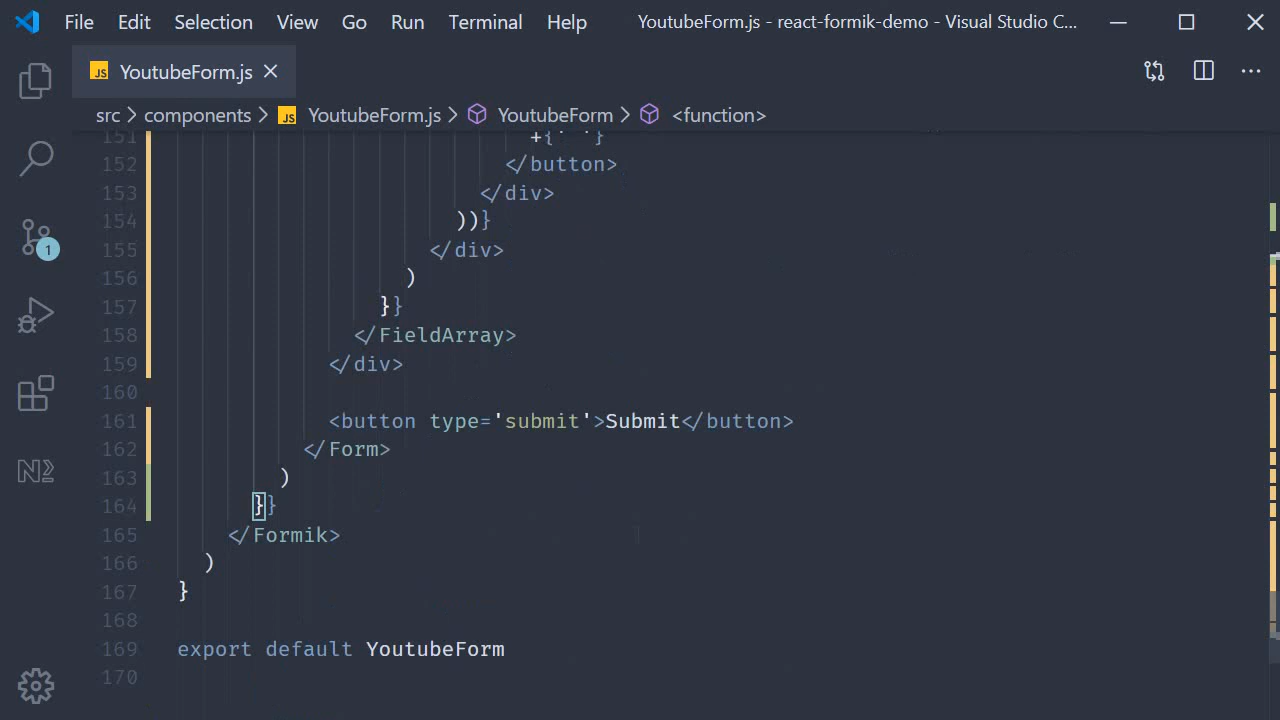 File Edit Selection View Go Run Terminal Help YoutubeForm.js - react-formik-demo - Visual Studio C...
JS YoutubeForm.js
src > components > JS YoutubeForm.js > YoutubeForm > <function>
151 +{' '}
152 </button>
153 </div>
154 ))}
155 </div>
156 )
157 }}
158 </FieldArray>
159 </div>
160
161 <button type='submit'>Submit</button>
162 </Form>
163 )
164 }}
165 </Formik>
166 )
167 }
168
169 export default YoutubeForm
170
1